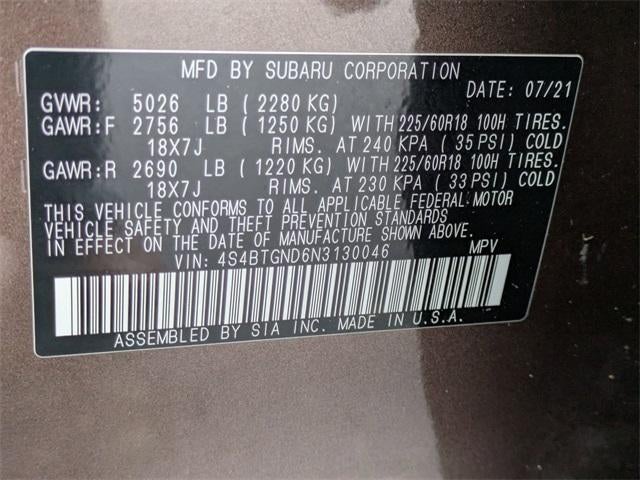 MFD BY SUBARU CORPORATION
DATE: 07/21
GVWR: 5026 LB (2280 KG)
GAWR:F 2756 LB (1250 KG) WITH 225/60R18 100H TIRES.
18X7J RIMS. AT 240 KPA (35 PSI) COLD
GAWR:R 2690 LB (1220 KG) WITH 225/60R18 100H TIRES.
18X7J RIMS. AT 230 KPA (33 PSI) COLD
THIS VEHICLE CONFORMS TO ALL APPLICABLE FEDERAL MOTOR
VEHICLE SAFETY AND THEFT PREVENTION STANDARDS
IN EFFECT ON THE DATE OF MANUFACTURE SHOWN ABOVE.
VIN: 4S4BTGND6N3130046 MPV
ASSEMBLED BY SIA INC. MADE IN U.S.A.